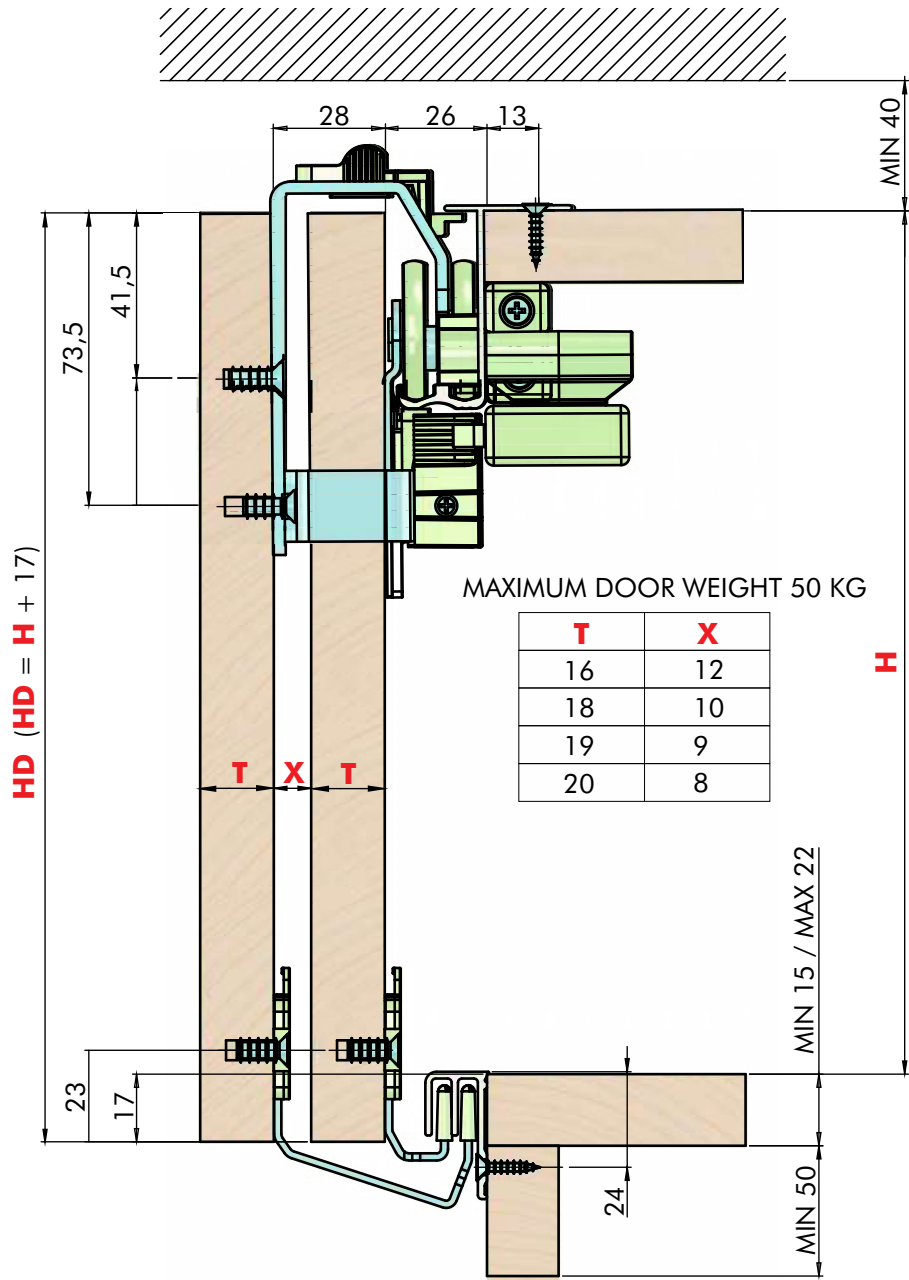 28
26
13
MIN 40
41,5
73,5
HD (HD = H + 17)
MAXIMUM DOOR WEIGHT 50 KG
T X
16 12
18 10
19 9
20 8
H
T X T
MIN 15 / MAX 22
23
17
24
MIN 50